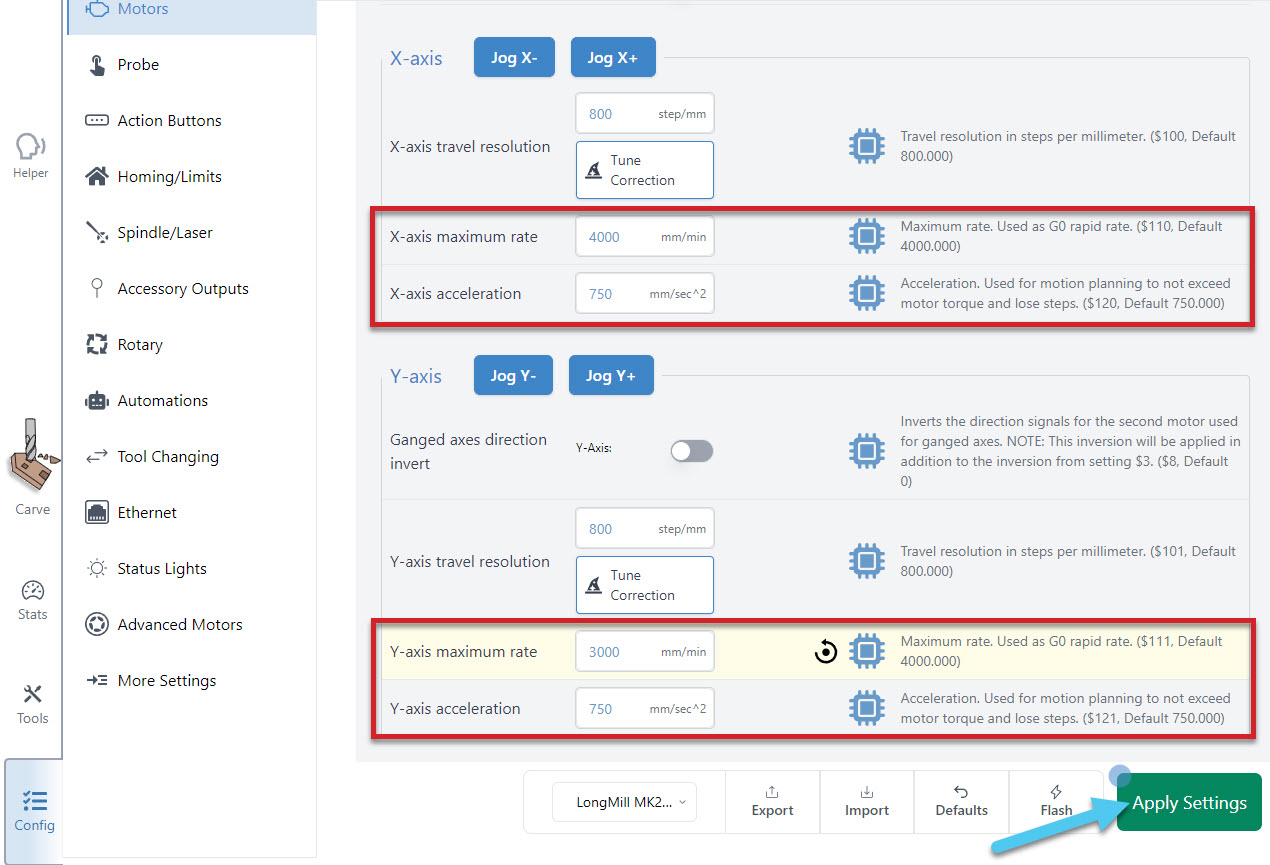 Motors
Probe
Action Buttons
Homing/Limits
Spindle/Laser
Accessory Outputs
Rotary
Automations
Tool Changing
Ethernet
Status Lights
Advanced Motors
More Settings
Helper
Carve
Stats
Tools
Config
X-axis
Jog X-
Jog X+
X-axis travel resolution
800 step/mm
Tune
Correction
Travel resolution in steps per millimeter. ($100, Default
800.000)
X-axis maximum rate
4000 mm/min
Maximum rate. Used as G0 rapid rate. ($110, Default
4000.000)
X-axis acceleration
750 mm/sec^2
Acceleration. Used for motion planning to not exceed
motor torque and lose steps. ($120, Default 750.000)
Y-axis
Jog Y-
Jog Y+
Ganged axes direction
invert
Y-Axis:
Inverts the direction signals for the second motor used
for ganged axes. NOTE: This inversion will be applied in
addition to the inversion from setting $3. ($8, Default
0)
Y-axis travel resolution
800 step/mm
Tune
Correction
Travel resolution in steps per millimeter. ($101, Default
800.000)
Y-axis maximum rate
3000 mm/min
Maximum rate. Used as G0 rapid rate. ($111, Default
4000.000)
Y-axis acceleration
750 mm/sec^2
Acceleration. Used for motion planning to not exceed
motor torque and lose steps. ($121, Default 750.000)
LongMill MK2...
Export
Import
Defaults
Flash
Apply Settings